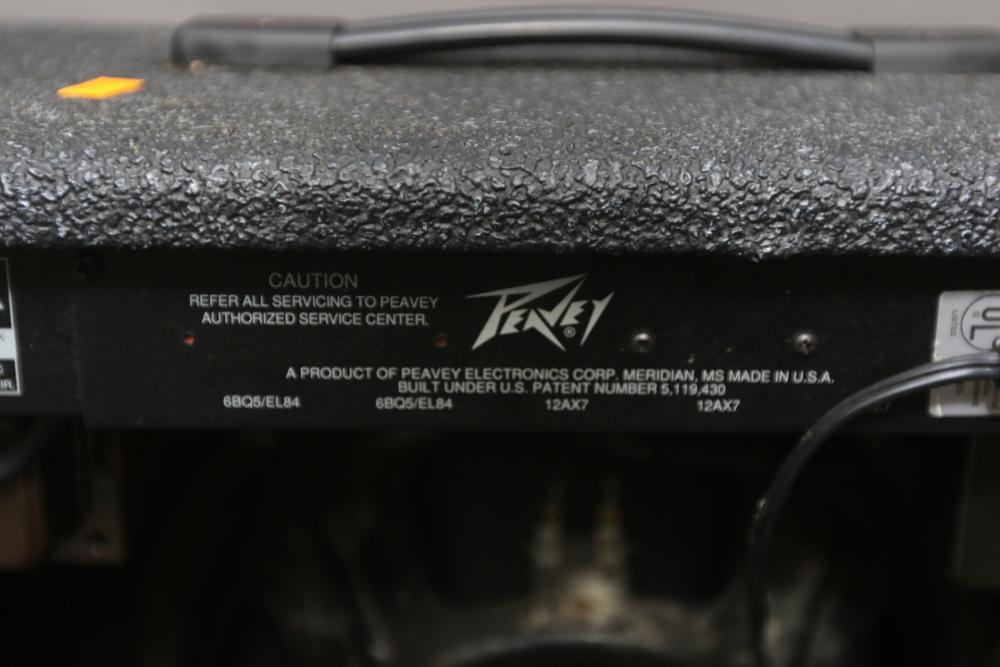 CAUTION
REFER ALL SERVICING TO PEAVEY
AUTHORIZED SERVICE CENTER.
PEAVEY®
A PRODUCT OF PEAVEY ELECTRONICS CORP. MERIDIAN, MS MADE IN U.S.A.
BUILT UNDER U.S. PATENT NUMBER 5,119,430
6BQ5/EL84 6BQ5/EL84 12AX7 12AX7
UL